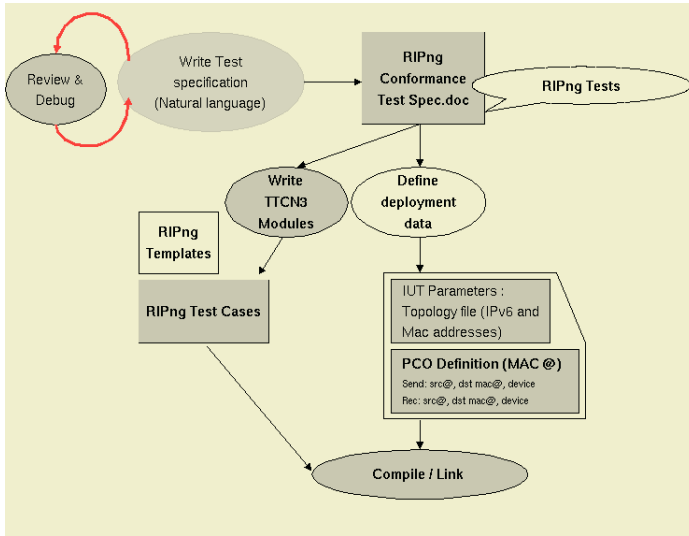 Review &
Debug
Write Test
specification
(Natural language)
RIPng
Conformance
Test Spec.doc
RIPng Tests
Write
TTCN3
Modules
Define
deployment
data
RIPng
Templates
RIPng Test Cases
IUT Parameters :
Topology file (IPv6 and
Mac addresses)
PCO Definition (MAC @)
Send: src@, dst mac@, device
Rec: src@, dst mac@, device
Compile / Link